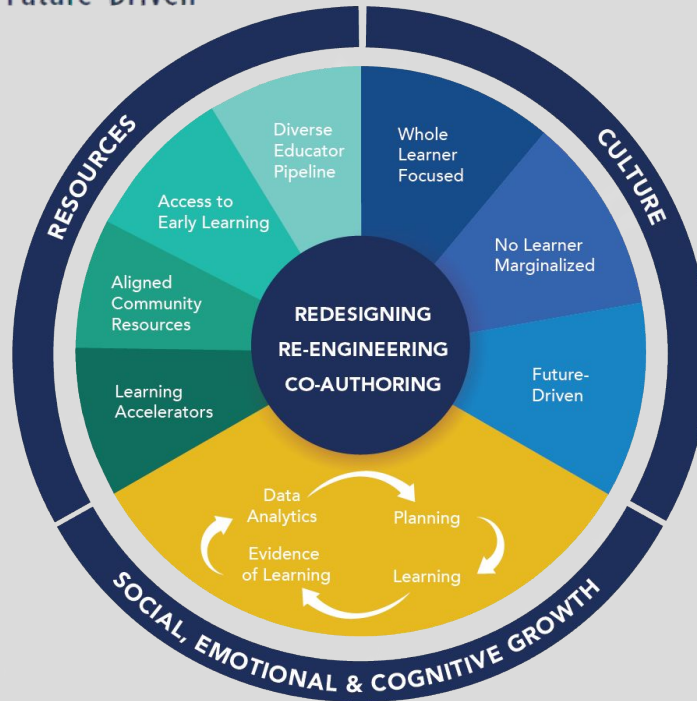 Future-Driven
RESOURCES
CULTURE
Diverse
Educator
Pipeline
Whole
Learner
Focused
Access to
Early Learning
No Learner
Marginalized
Aligned
Community
Resources
REDESIGNING
RE-ENGINEERING
CO-AUTHORING
Learning
Accelerators
Future-
Driven
Data
Analytics
Planning
Evidence
of Learning
Learning
SOCIAL, EMOTIONAL & COGNITIVE GROWTH